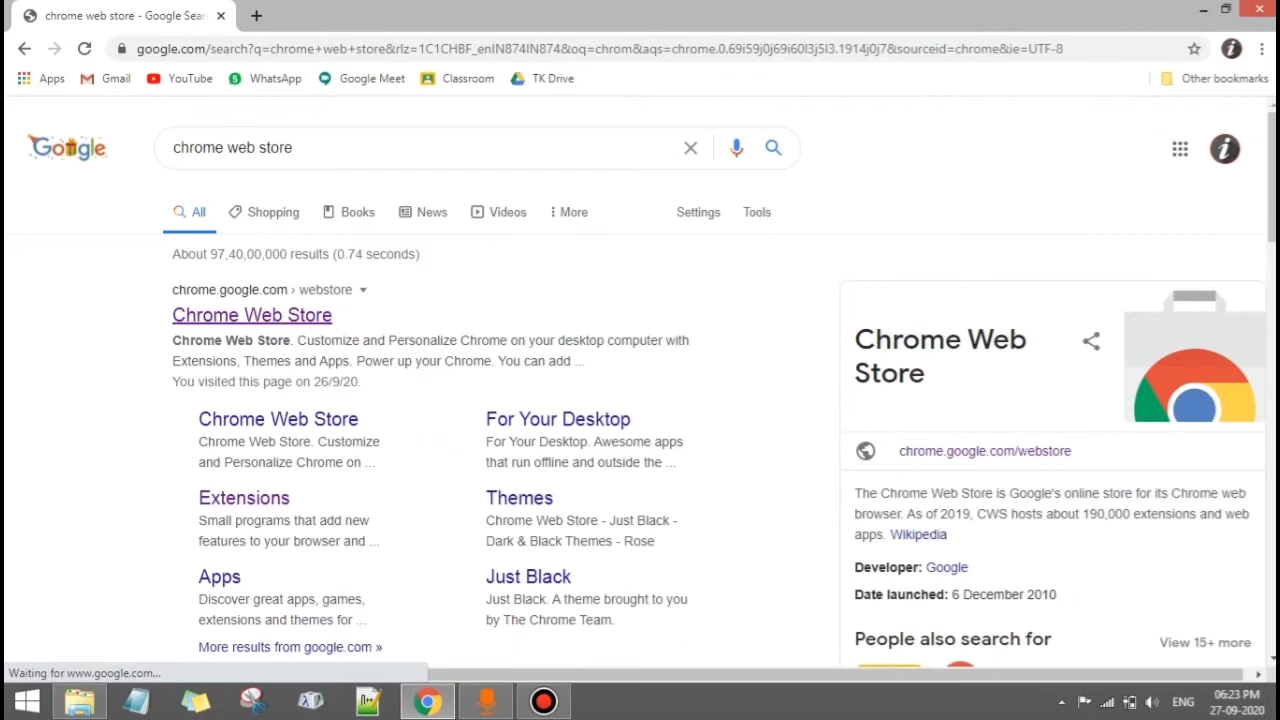 chrome web store - Google Sear
google.com/search?q=chrome+web+store&rlz=1C1CHBF_enIN874IN874&oq=chrom&aqs=chrome.0.69i59j0j69i60l3j5l3.1914j0j7&sourceid=chrome&ie=UTF-8
Apps Gmail YouTube WhatsApp Google Meet Classroom TK Drive Other bookmarks
Google
chrome web store
All Shopping Books News Videos More Settings Tools
About 97,40,00,000 results (0.74 seconds)
chrome.google.com › webstore
Chrome Web Store
Chrome Web Store. Customize and Personalize Chrome on your desktop computer with
Extensions, Themes and Apps. Power up your Chrome. You can add ...
You visited this page on 26/9/20.
Chrome Web Store
Chrome Web Store. Customize
and Personalize Chrome on ...
For Your Desktop
For Your Desktop. Awesome apps
that run offline and outside the ...
Extensions
Small programs that add new
features to your browser and ...
Themes
Chrome Web Store - Just Black -
Dark & Black Themes - Rose
Apps
Discover great apps, games,
extensions and themes for ...
Just Black
Just Black. A theme brought to you
by The Chrome Team.
More results from google.com »
Chrome Web
Store
chrome.google.com/webstore
The Chrome Web Store is Google's online store for its Chrome web
browser. As of 2019, CWS hosts about 190,000 extensions and web
apps. Wikipedia
Developer: Google
Date launched: 6 December 2010
People also search for View 15+ more
Waiting for www.google.com...
ENG
06:23 PM
27-09-2020